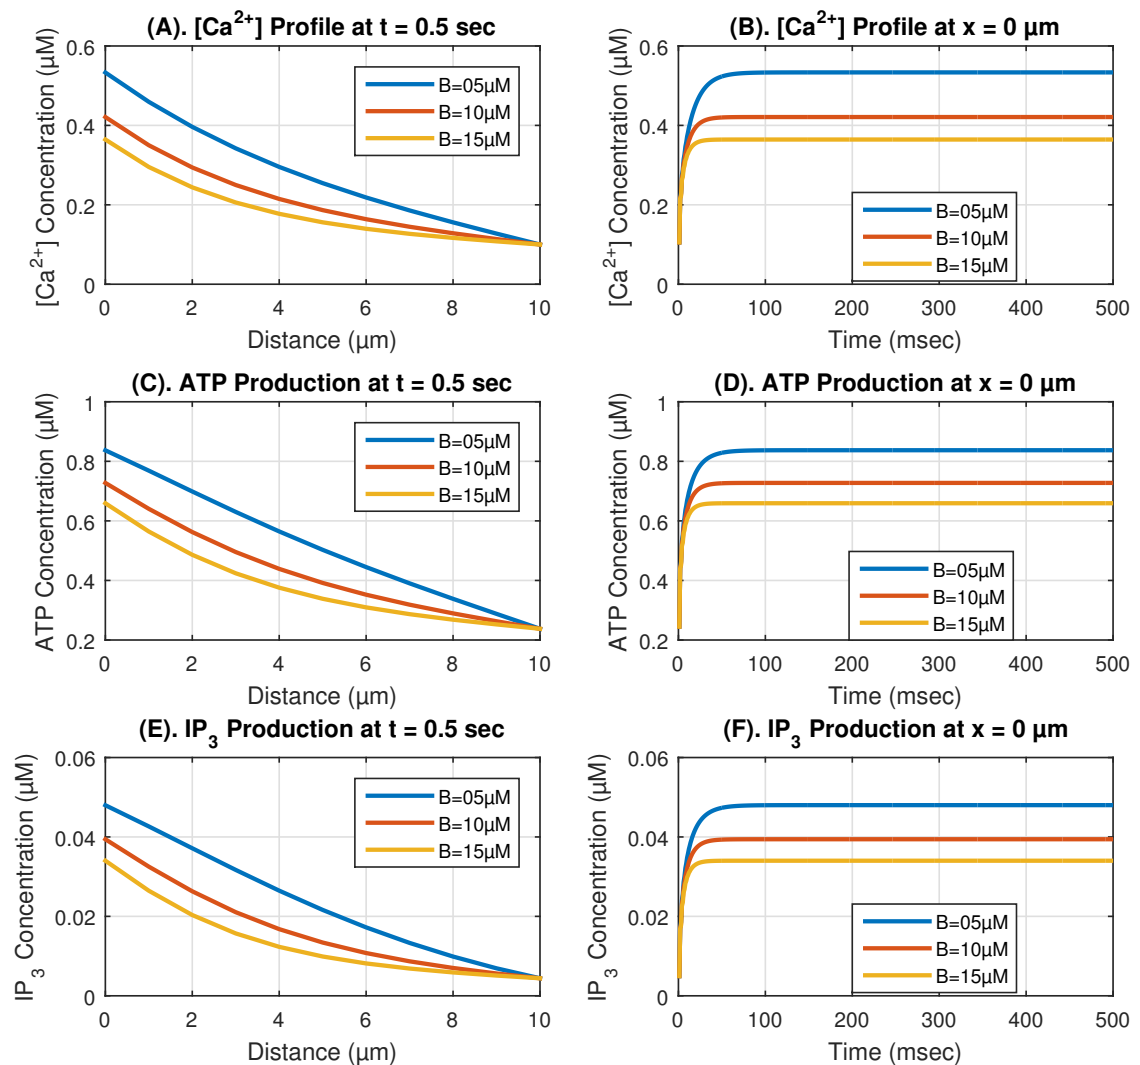 (A). [Ca²⁺] Profile at t = 0.5 sec
[Ca²⁺] Concentration (μM)
0.6
0.4
0.2
0
B=05μM
B=10μM
B=15μM
0 2 4 6 8 10
Distance (μm)
(B). [Ca²⁺] Profile at x = 0 μm
[Ca²⁺] Concentration (μM)
0.6
0.4
0.2
0
B=05μM
B=10μM
B=15μM
0 100 200 300 400 500
Time (msec)
(C). ATP Production at t = 0.5 sec
ATP Concentration (μM)
1
0.8
0.6
0.4
0.2
B=05μM
B=10μM
B=15μM
0 2 4 6 8 10
Distance (μm)
(D). ATP Production at x = 0 μm
ATP Concentration (μM)
1
0.8
0.6
0.4
0.2
B=05μM
B=10μM
B=15μM
0 100 200 300 400 500
Time (msec)
(E). IP₃ Production at t = 0.5 sec
IP₃ Concentration (μM)
0.06
0.04
0.02
0
B=05μM
B=10μM
B=15μM
0 2 4 6 8 10
Distance (μm)
(F). IP₃ Production at x = 0 μm
IP₃ Concentration (μM)
0.06
0.04
0.02
0
B=05μM
B=10μM
B=15μM
0 100 200 300 400 500
Time (msec)